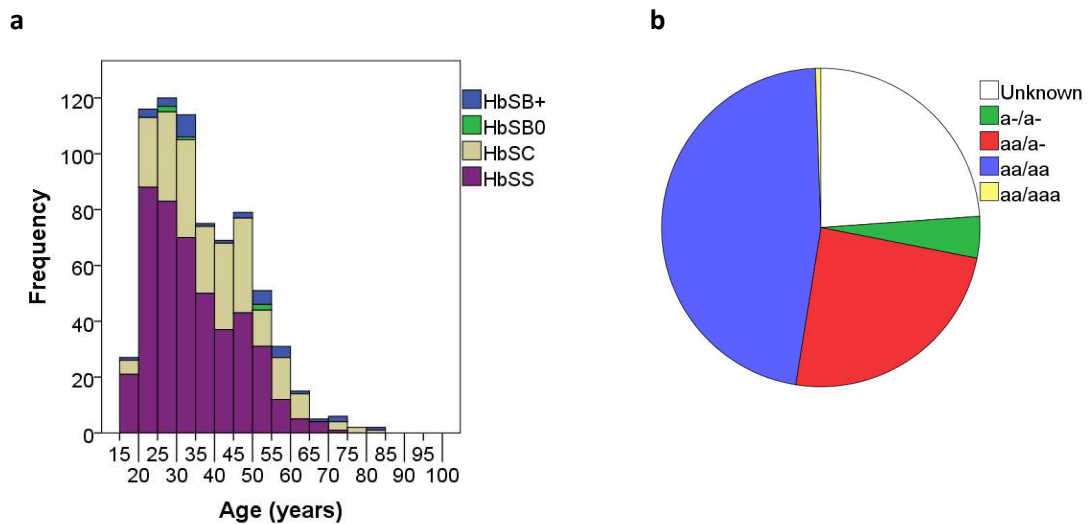 a
b
120
100
80
60
40
20
0
Frequency
HbSB+
HbSB0
HbSC
HbSS
15 25 35 45 55 65 75 85 95
20 30 40 50 60 70 80 90 100
Age (years)
Unknown
a-/a-
aa/a-
aa/aa
aa/aaa